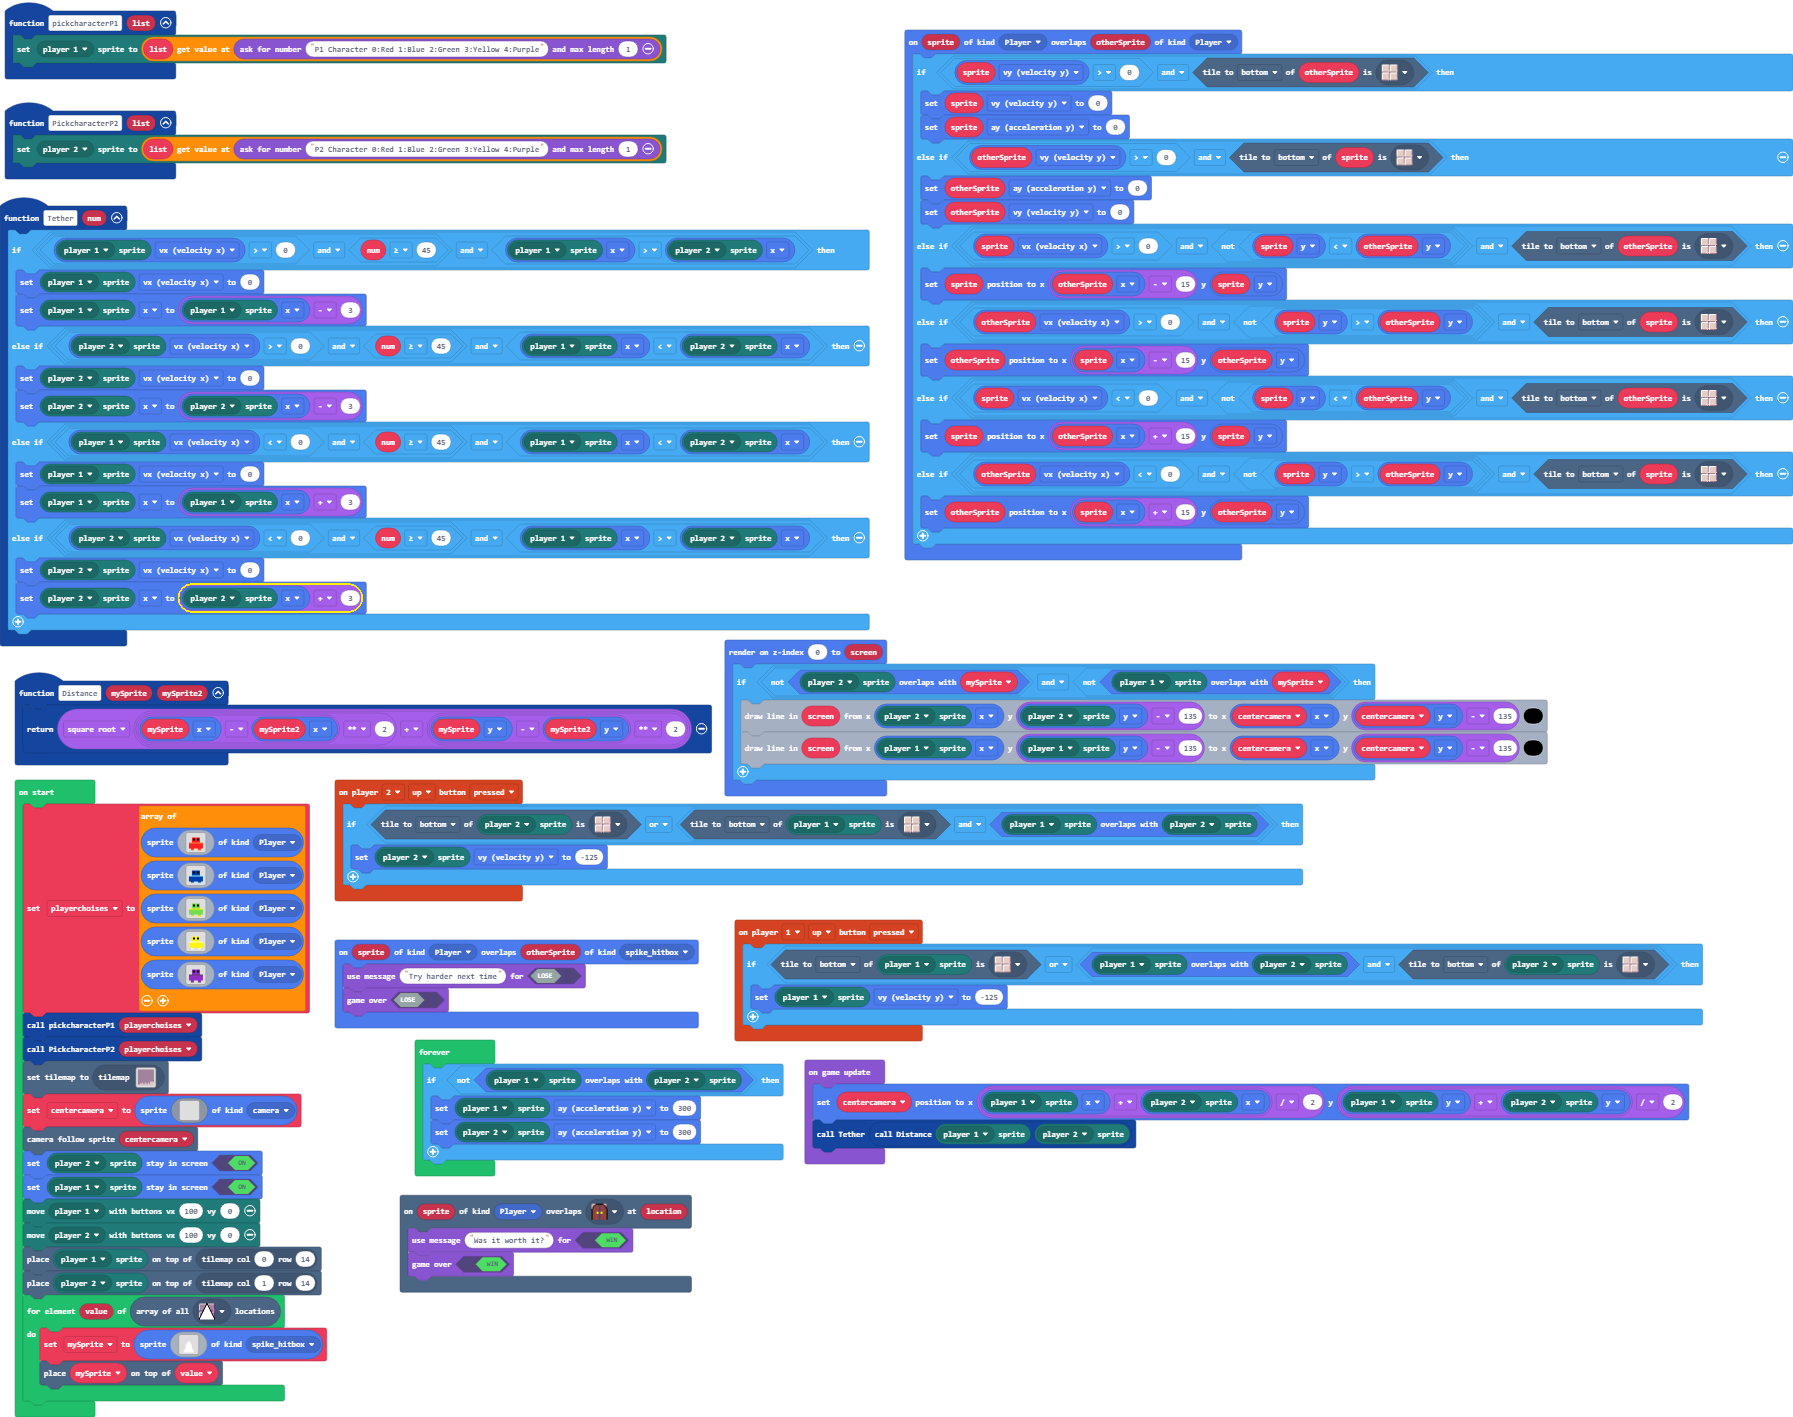 function pickcharacterP1 list
set player 1 sprite to list get value at ask for number "P1 Character 0:Red 1:Blue 2:Green 3:Yellow 4:Purple" and max length 1
function PickcharacterP2 list
set player 2 sprite to list get value at ask for number "P2 Character 0:Red 1:Blue 2:Green 3:Yellow 4:Purple" and max length 1
function Tether num
if player 1 sprite vx (velocity x) > 0 and num ≥ 45 and player 1 sprite x > player 2 sprite x then
set player 1 sprite vx (velocity x) to 0
set player 1 sprite x to player 1 sprite x - 3
else if player 2 sprite vx (velocity x) > 0 and num ≥ 45 and player 1 sprite x < player 2 sprite x then
set player 2 sprite vx (velocity x) to 0
set player 2 sprite x to player 2 sprite x - 3
else if player 1 sprite vx (velocity x) < 0 and num ≥ 45 and player 1 sprite x < player 2 sprite x then
set player 1 sprite vx (velocity x) to 0
set player 1 sprite x to player 1 sprite x + 3
else if player 2 sprite vx (velocity x) < 0 and num ≥ 45 and player 1 sprite x > player 2 sprite x then
set player 2 sprite vx (velocity x) to 0
set player 2 sprite x to player 2 sprite x + 3
on sprite of kind Player overlaps otherSprite of kind Player
if sprite vy (velocity y) > 0 and tile to bottom of otherSprite is then
set sprite vy (velocity y) to 0
set sprite ay (acceleration y) to 0
else if otherSprite vy (velocity y) > 0 and tile to bottom of sprite is then
set otherSprite ay (acceleration y) to 0
set otherSprite vy (velocity y) to 0
else if sprite vx (velocity x) > 0 and not sprite y < otherSprite y and tile to bottom of otherSprite is then
set sprite position to x otherSprite x - 15 y sprite y
else if otherSprite vx (velocity x) > 0 and not sprite y > otherSprite y and tile to bottom of sprite is then
set otherSprite position to x sprite x - 15 y otherSprite y
else if sprite vx (velocity x) < 0 and not sprite y < otherSprite y and tile to bottom of otherSprite is then
set sprite position to x otherSprite x + 15 y sprite y
else if otherSprite vx (velocity x) < 0 and not sprite y > otherSprite y and tile to bottom of sprite is then
set otherSprite position to x sprite x + 15 y otherSprite y
render on z-index 0 to screen
if not player 2 sprite overlaps with mySprite and not player 1 sprite overlaps with mySprite then
draw line in screen from x player 2 sprite x y player 2 sprite y - 135 to x centercamera x y centercamera y - 135
draw line in screen from x player 1 sprite x y player 1 sprite y - 135 to x centercamera x y centercamera y - 135
function Distance mySprite mySprite2
return square root mySprite x - mySprite2 x ** 2 + mySprite y - mySprite2 y ** 2
on start
set playerchoises to array of
sprite of kind Player
sprite of kind Player
sprite of kind Player
sprite of kind Player
sprite of kind Player
call pickcharacterP1 playerchoises
call PickcharacterP2 playerchoises
set tilemap to tilemap
set centercamera to sprite of kind camera
camera follow sprite centercamera
set player 2 sprite stay in screen ON
set player 1 sprite stay in screen ON
move player 1 with buttons vx 100 vy 0
move player 2 with buttons vx 100 vy 0
place player 1 sprite on top of tilemap col 0 row 14
place player 2 sprite on top of tilemap col 1 row 14
for element value of array of all locations
do
set mySprite to sprite of kind spike_hitbox
place mySprite on top of value
on player 2 up button pressed
if tile to bottom of player 2 sprite is or tile to bottom of player 1 sprite is and player 1 sprite overlaps with player 2 sprite then
set player 2 sprite vy (velocity y) to -125
on sprite of kind Player overlaps otherSprite of kind spike_hitbox
use message "Try harder next time" for LOSE
game over LOSE
on player 1 up button pressed
if tile to bottom of player 1 sprite is or player 1 sprite overlaps with player 2 sprite and tile to bottom of player 2 sprite is then
set player 1 sprite vy (velocity y) to -125
forever
if not player 1 sprite overlaps with player 2 sprite then
set player 1 sprite ay (acceleration y) to 300
set player 2 sprite ay (acceleration y) to 300
on game update
set centercamera position to x player 1 sprite x + player 2 sprite x / 2 y player 1 sprite y + player 2 sprite y / 2
call Tether call Distance player 1 sprite player 2 sprite
on sprite of kind Player overlaps at location
use message "Was it worth it?" for WIN
game over WIN